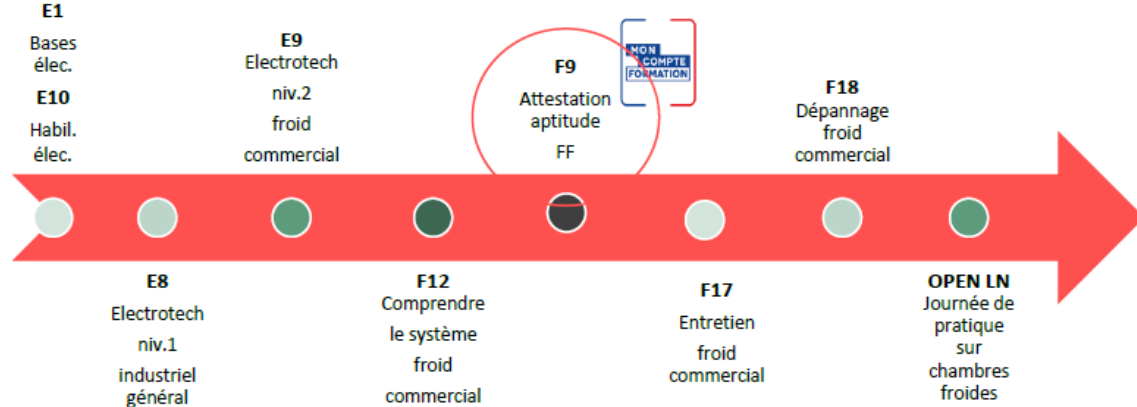 E1
Bases
élec.
E10
Habil.
élec.
E9
Electrotech
niv.2
froid
commercial
F9
Attestation
aptitude
FF
MON
COMPTE
FORMATION
F18
Dépannage
froid
commercial
E8
Electrotech
niv.1
industriel
général
F12
Comprendre
le système
froid
commercial
F17
Entretien
froid
commercial
OPEN LN
Journée de
pratique
sur
chambres
froides